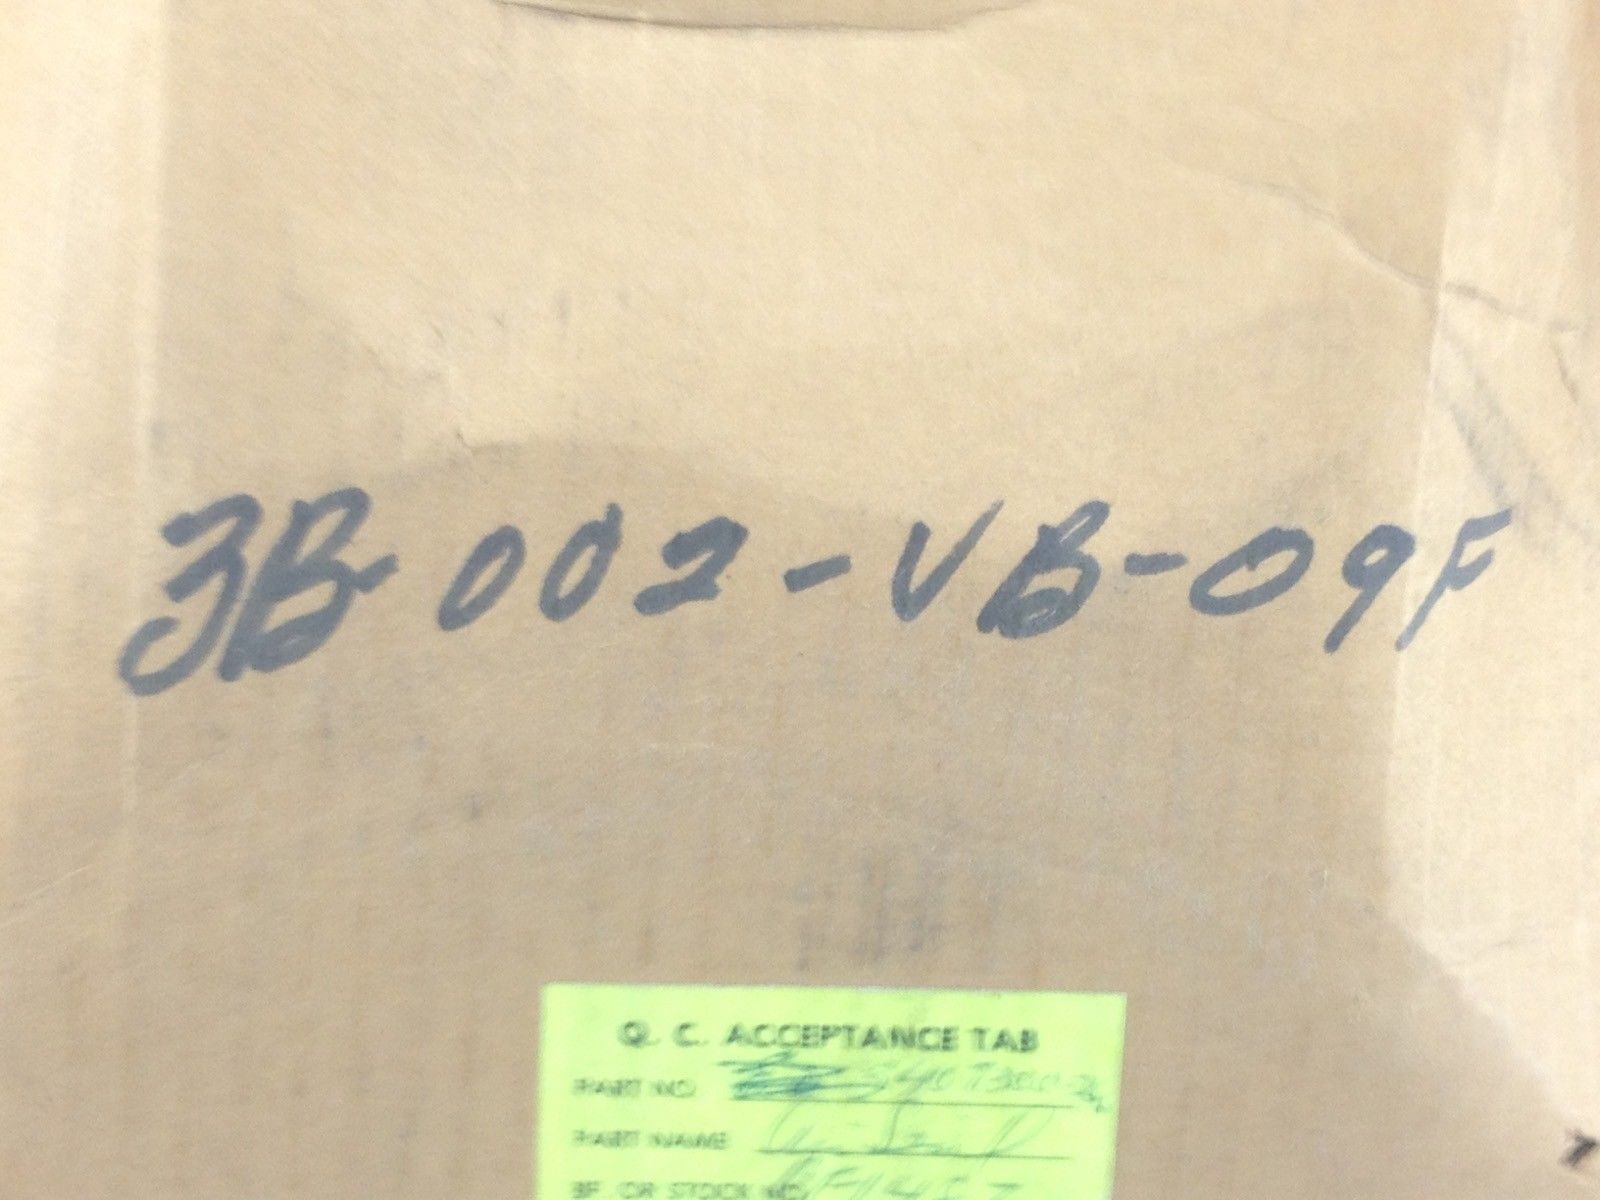 3B 002-VB-09F
Q. C. ACCEPTANCE TAB
PART NO.
PART NAME
BF. OR STOCK NO.